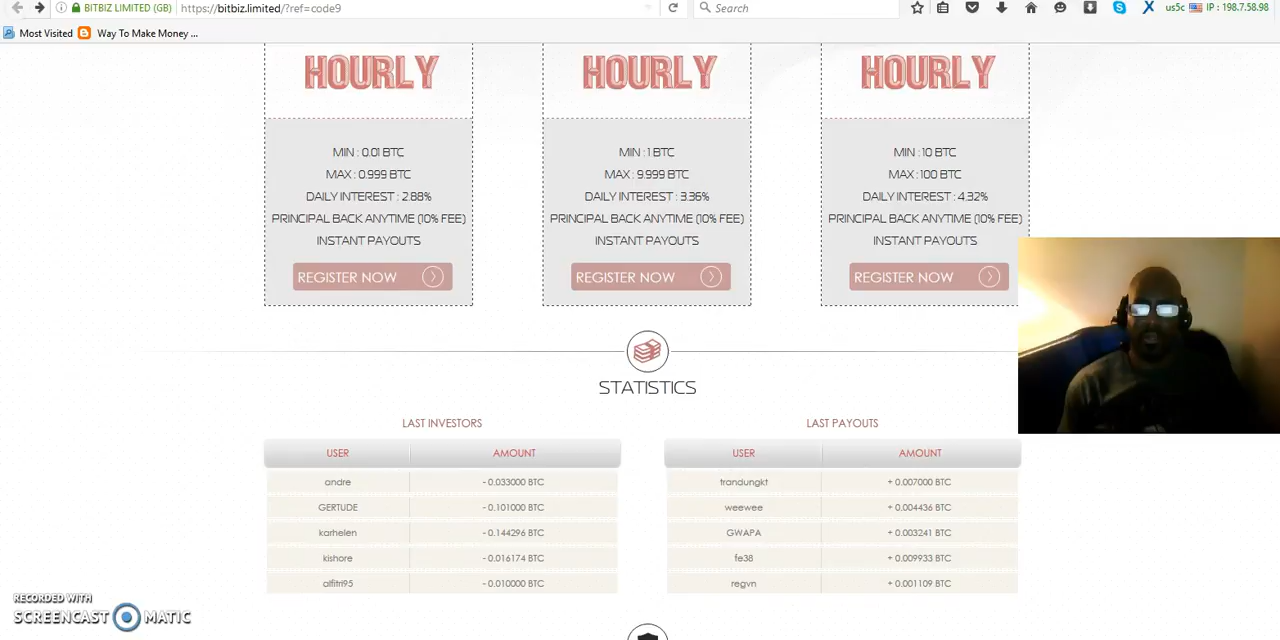 BITBIZ LIMITED (GB)
https://bitbiz.limited/?ref=code9
Search
us5c
IP : 198.7.58.98
Most Visited
Way To Make Money ...
HOURLY
HOURLY
HOURLY
MIN : 0.01 BTC
MAX : 0.999 BTC
DAILY INTEREST : 2.88%
PRINCIPAL BACK ANYTIME (10% FEE)
INSTANT PAYOUTS
REGISTER NOW
MIN : 1 BTC
MAX : 9.999 BTC
DAILY INTEREST : 3.36%
PRINCIPAL BACK ANYTIME (10% FEE)
INSTANT PAYOUTS
REGISTER NOW
MIN : 10 BTC
MAX : 100 BTC
DAILY INTEREST : 4.32%
PRINCIPAL BACK ANYTIME (10% FEE)
INSTANT PAYOUTS
REGISTER NOW
STATISTICS
LAST INVESTORS
USER AMOUNT
andre - 0.033000 BTC
GERTUDE - 0.101000 BTC
karhelen - 0.144296 BTC
kishore - 0.016174 BTC
alfitri95 - 0.010000 BTC
LAST PAYOUTS
USER AMOUNT
trandungkt + 0.007000 BTC
weewee + 0.004436 BTC
GWAPA + 0.003241 BTC
fe38 + 0.009933 BTC
regvn + 0.001109 BTC
RECORDED WITH
SCREENCAST MATIC